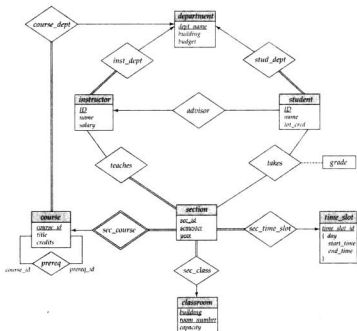 department
dept_name
building
budget
course_dept
inst_dept
stud_dept
instructor
ID
name
salary
advisor
student
ID
name
tot_cred
teaches
takes
grade
course
course_id
title
credits
sec_course
section
sec_id
semester
year
sec_time_slot
time_slot
time_slot_id
{ day
start_time
end_time
}
course_id
prereq
prereq_id
sec_class
classroom
building
room_number
capacity